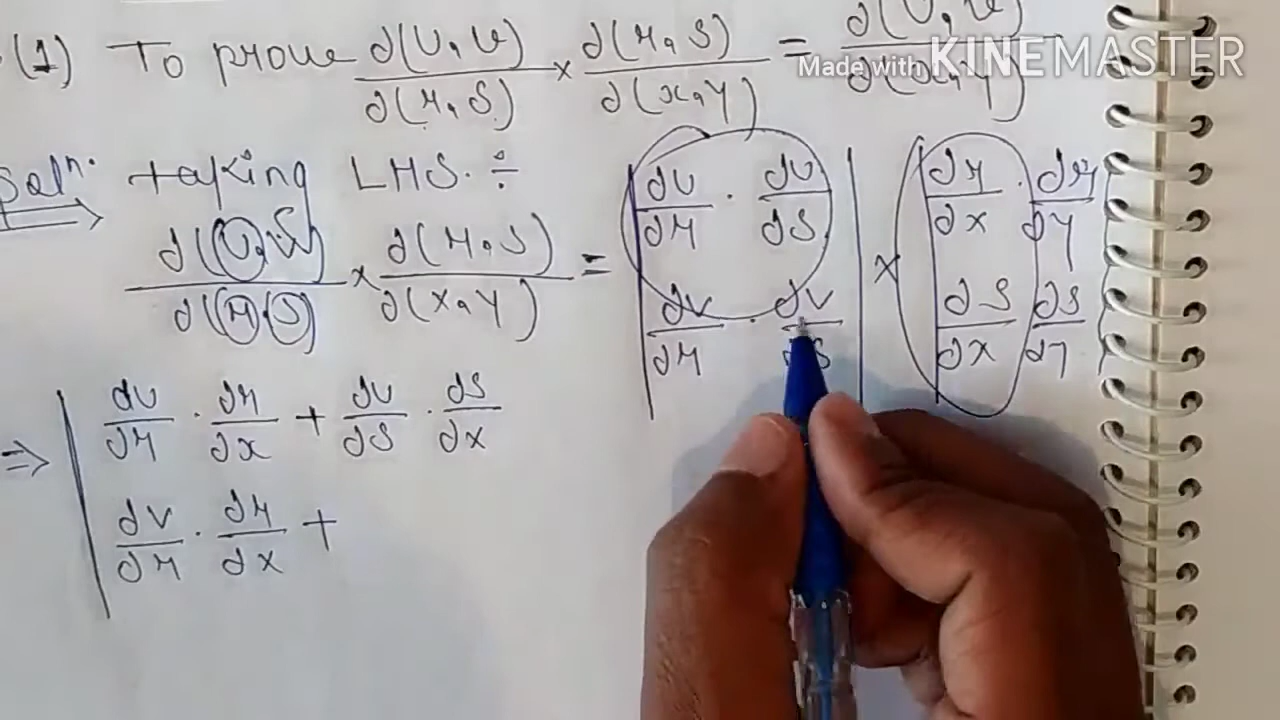 (1) To prove ∂(U,V)/∂(r,s) × ∂(r,s)/∂(x,y) = ∂(U,V)/∂(x,y)
Made with KINEMASTER
Solⁿ. taking LHS. ÷
∂(U,V)/∂(r,s) × ∂(r,s)/∂(x,y) = | ∂U/∂r · ∂U/∂s | × | ∂r/∂x · ∂r/∂y |
| ∂V/∂r · ∂V/∂s | | ∂s/∂x ∂s/∂y |
⇒ | ∂U/∂r · ∂r/∂x + ∂U/∂s · ∂s/∂x
| ∂V/∂r · ∂r/∂x +